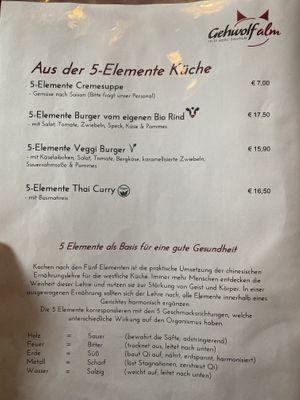 Gehwolfalm
Aus der 5-Elemente Küche
5-Elemente Cremesuppe € 7,00
- Gemüse nach Saison (Bitte fragt unser Personal)
5-Elemente Burger vom eigenen Bio Rind € 17,50
- mit Salat, Tomate, Zwiebeln, Speck, Käse & Pommes
5-Elemente Veggi Burger € 15,90
- mit Käselaibchen, Salat, Tomate, Bergkäse, karamellisierte Zwiebeln,
Sauerrahmsoße & Pommes
5-Elemente Thai Curry € 16,50
- mit Basmatireis
5 Elemente als Basis für eine gute Gesundheit
Kochen nach den Fünf Elementen ist die praktische Umsetzung der chinesischen
Ernährungslehre für die westliche Küche. Immer mehr Menschen entdecken die
Weisheit dieser Lehre und nutzen sie zur Stärkung von Geist und Körper. In einer
ausgewogenen Ernährung sollten sich der Lehre nach, alle Elemente innerhalb eines
Gerichtes harmonisch ergänzen.
Die 5 Elemente korrespondieren mit den 5 Geschmacksrichtungen, welche
unterschiedliche Wirkung auf den Organismus haben.
Holz = Sauer (bewahrt die Säfte, adstringierend)
Feuer = Bitter (trocknet aus, leitet nach unten)
Erde = Süß (baut Qi auf, nährt, entspannt, harmonisiert)
Metall = Scharf (löst Stagnationen, zerstreut Qi)
Wasser = Salzig (weicht auf, leitet nach unten)